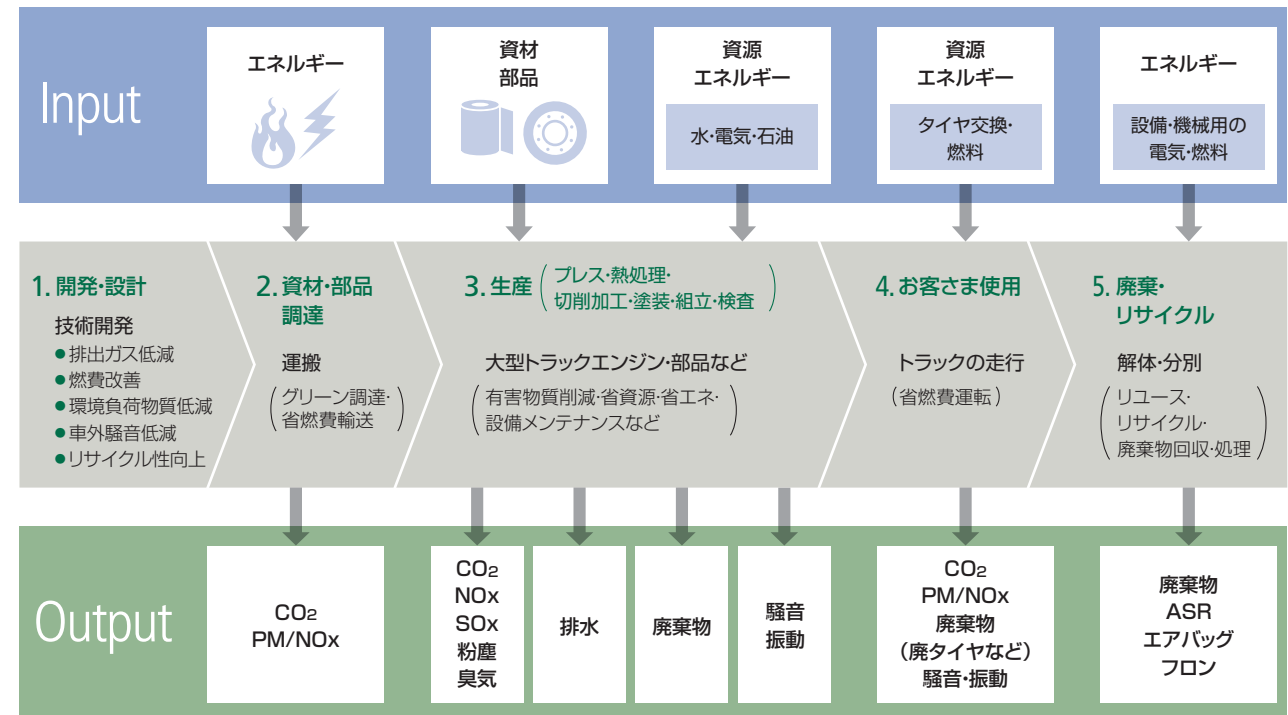 Input
エネルギー
資材
部品
資源
エネルギー
水・電気・石油
資源
エネルギー
タイヤ交換・
燃料
エネルギー
設備・機械用の
電気・燃料
1. 開発・設計
技術開発
●排出ガス低減
●燃費改善
●環境負荷物質低減
●車外騒音低減
●リサイクル性向上
2. 資材・部品
調達
運搬
(グリーン調達・
省燃費輸送)
3. 生産(プレス・熱処理・
切削加工・塗装・組立・検査)
大型トラックエンジン・部品など
(有害物質削減・省資源・省エネ・
設備メンテナンスなど)
4. お客さま使用
トラックの走行
(省燃費運転)
5. 廃棄・
リサイクル
解体・分別
(リユース・
リサイクル・
廃棄物回収・処理)
Output
CO2
PM/NOx
CO2
NOx
SOx
粉塵
臭気
排水
廃棄物
騒音
振動
CO2
PM/NOx
廃棄物
(廃タイヤなど)
騒音・振動
廃棄物
ASR
エアバッグ
フロン